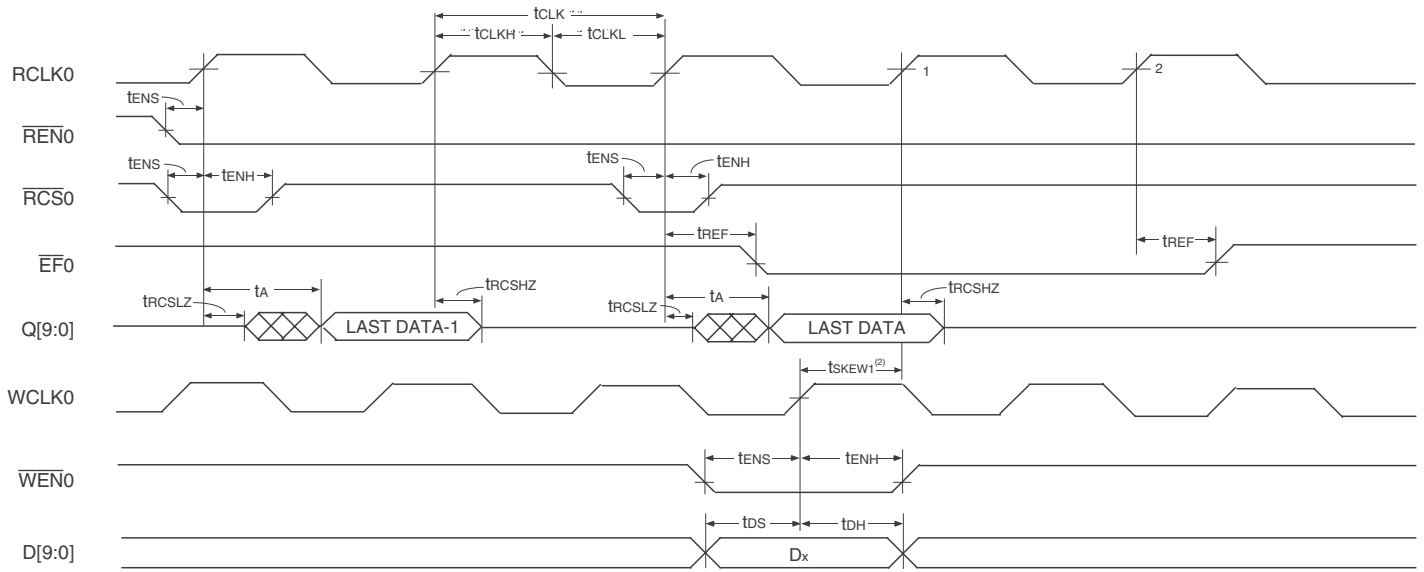 tCLK
tCLKH
tCLKL
RCLK0
1
2
tENS
REN0
tENS
tENH
tENS
tENH
RCS0
tREF
tREF
EF0
tRCSLZ
tA
tRCSHZ
tRCSLZ
tA
tRCSHZ
Q[9:0]
LAST DATA-1
LAST DATA
tSKEW1(2)
WCLK0
tENS
tENH
WEN0
tDS
tDH
D[9:0]
Dx